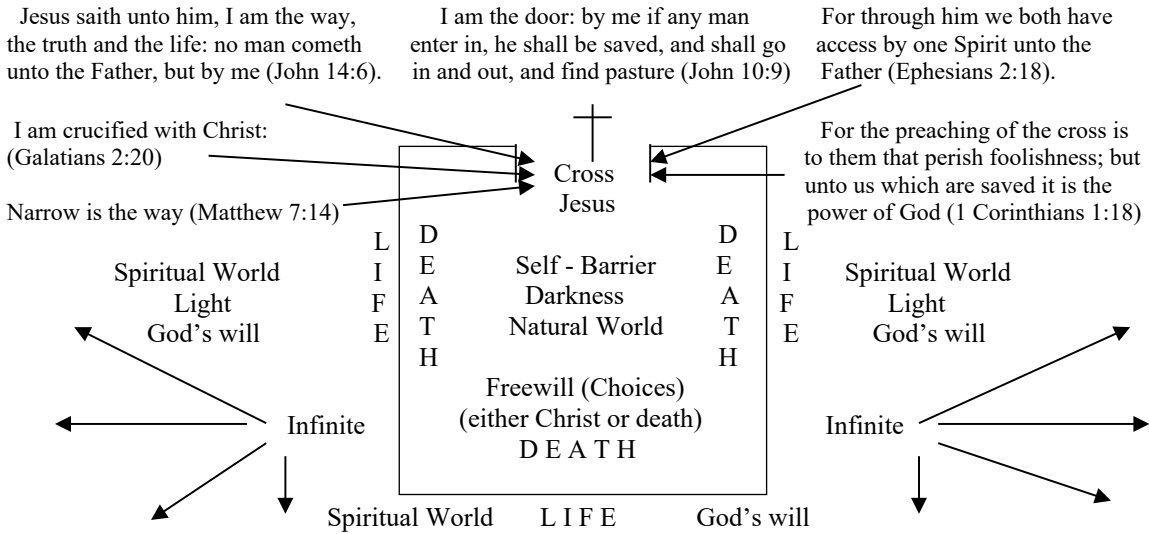 Jesus saith unto him, I am the way,
the truth and the life: no man cometh
unto the Father, but by me (John 14:6).
I am the door: by me if any man
enter in, he shall be saved, and shall go
in and out, and find pasture (John 10:9)
For through him we both have
access by one Spirit unto the
Father (Ephesians 2:18).
I am crucified with Christ:
(Galatians 2:20)
Narrow is the way (Matthew 7:14)
For the preaching of the cross is
to them that perish foolishness; but
unto us which are saved it is the
power of God (1 Corinthians 1:18)
Cross
Jesus
L
I
F
E
D
E
A
T
H
D
E
A
T
H
L
I
F
E
Spiritual World
Light
God’s will
Self - Barrier
Darkness
Natural World
Spiritual World
Light
God’s will
Freewill (Choices)
(either Christ or death)
D E A T H
Infinite
Infinite
Spiritual World L I F E God’s will